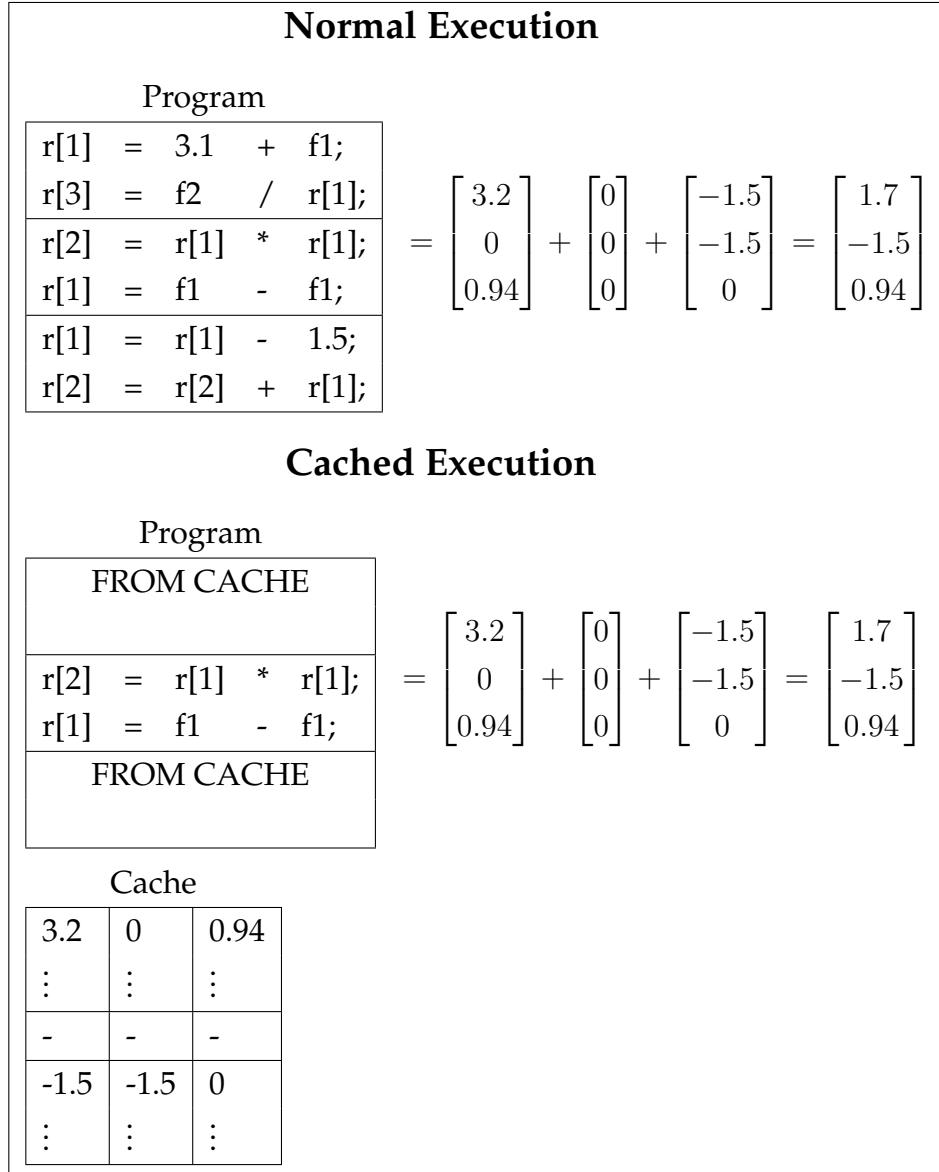 Normal Execution
Program
r[1] = 3.1 + f1;
r[3] = f2 / r[1];
r[2] = r[1] * r[1];
r[1] = f1 - f1;
r[1] = r[1] - 1.5;
r[2] = r[2] + r[1];
= [3.2 0 0.94] + [0 0 0] + [−1.5 −1.5 0] = [1.7 −1.5 0.94]
Cached Execution
Program
FROM CACHE
r[2] = r[1] * r[1];
r[1] = f1 - f1;
FROM CACHE
= [3.2 0 0.94] + [0 0 0] + [−1.5 −1.5 0] = [1.7 −1.5 0.94]
Cache
3.2 0 0.94
⋮ ⋮ ⋮
- - -
-1.5 -1.5 0
⋮ ⋮ ⋮